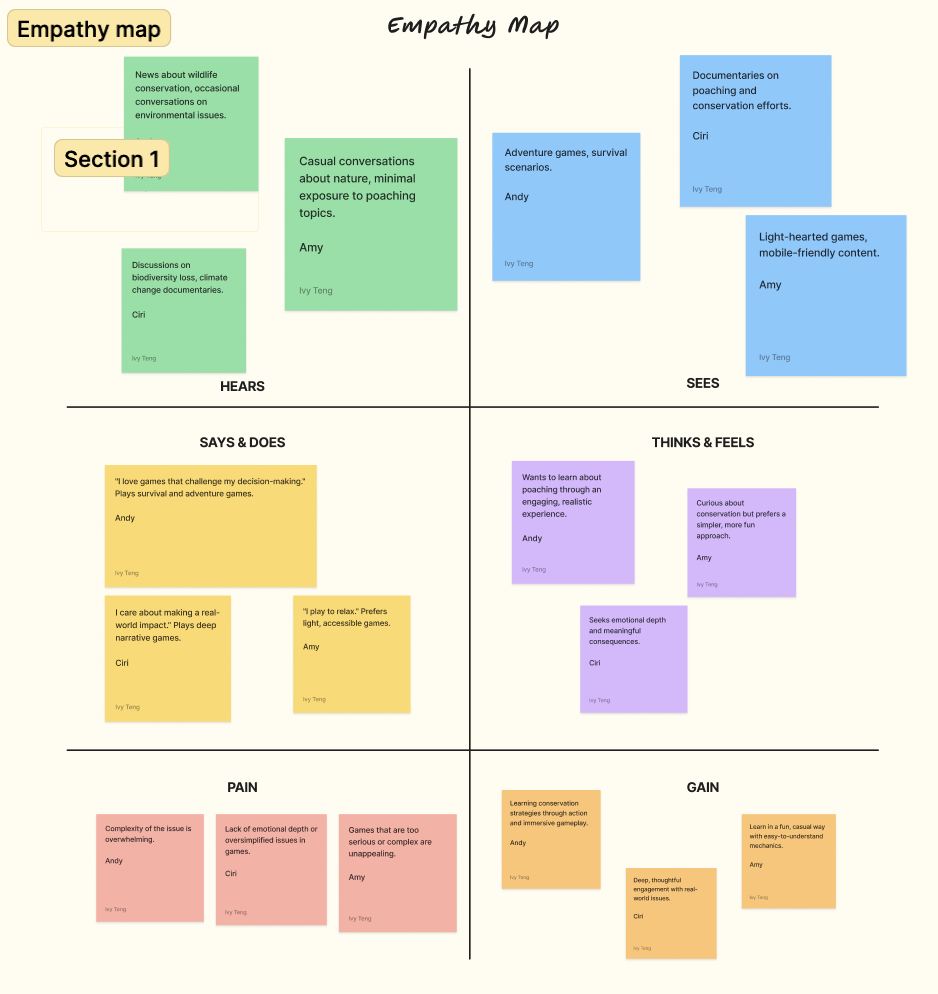 Empathy map
Empathy Map
News about wildlife
conservation, occasional
conversations on
environmental issues.
Section 1
Ivy Teng
Casual conversations
about nature, minimal
exposure to poaching
topics.
Amy
Ivy Teng
Discussions on
biodiversity loss, climate
change documentaries.
Ciri
Ivy Teng
HEARS
Documentaries on
poaching and
conservation efforts.
Ciri
Ivy Teng
Adventure games, survival
scenarios.
Andy
Ivy Teng
Light-hearted games,
mobile-friendly content.
Amy
Ivy Teng
SEES
SAYS & DOES
"I love games that challenge my decision-making."
Plays survival and adventure games.
Andy
Ivy Teng
I care about making a real-
world impact." Plays deep
narrative games.
Ciri
Ivy Teng
"I play to relax." Prefers
light, accessible games.
Amy
Ivy Teng
THINKS & FEELS
Wants to learn about
poaching through an
engaging, realistic
experience.
Andy
Ivy Teng
Curious about
conservation but prefers a
simpler, more fun
approach.
Amy
Ivy Teng
Seeks emotional depth
and meaningful
consequences.
Ciri
Ivy Teng
PAIN
Complexity of the issue is
overwhelming.
Andy
Ivy Teng
Lack of emotional depth or
oversimplified issues in
games.
Ciri
Ivy Teng
Games that are too
serious or complex are
unappealing.
Amy
Ivy Teng
GAIN
Learning conservation
strategies through action
and immersive gameplay.
Andy
Ivy Teng
Deep, thoughtful
engagement with real-
world issues.
Ciri
Ivy Teng
Learn in a fun, casual way
with easy-to-understand
mechanics.
Amy
Ivy Teng